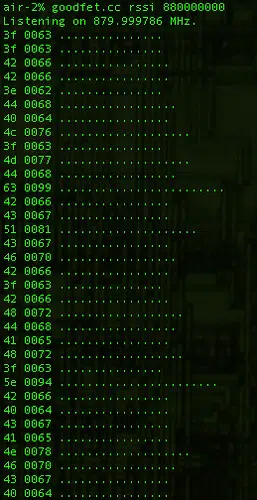 air-2% goodfet.cc rssi 880000000
Listening on 879.999786 MHz.
3f 0063 ...............
3f 0063 ...............
42 0066 ................
42 0066 ................
3e 0062 ...............
44 0068 .................
40 0064 ................
4c 0076 ...................
3f 0063 ...............
4d 0077 ...................
44 0068 .................
63 0099 ........................
42 0066 ................
43 0067 ................
51 0081 ....................
43 0067 ................
46 0070 .................
42 0066 ................
3f 0063 ...............
42 0066 ................
48 0072 ..................
44 0068 .................
41 0065 ................
48 0072 ..................
3f 0063 ...............
5e 0094 .......................
42 0066 ................
40 0064 ................
43 0067 ................
41 0065 ................
4e 0078 ...................
46 0070 .................
43 0067 ................
40 0064 ................